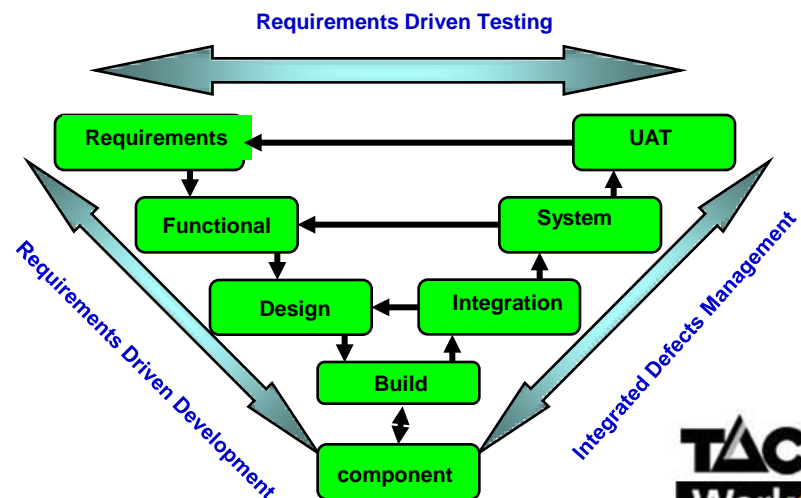 Requirements Driven Testing
Requirements
UAT
Functional
System
Design
Integration
Build
component
Requirements Driven Development
Integrated Defects Management
TAC